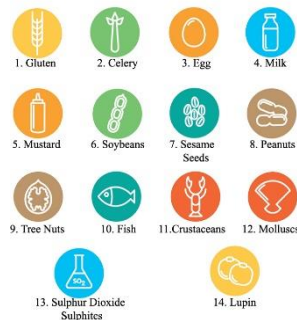 1. Gluten
2. Celery
3. Egg
4. Milk
5. Mustard
6. Soybeans
7. Sesame
Seeds
8. Peanuts
9. Tree Nuts
10. Fish
11.Crustaceans
12. Molluscs
SO₂
13. Sulphur Dioxide
Sulphites
14. Lupin